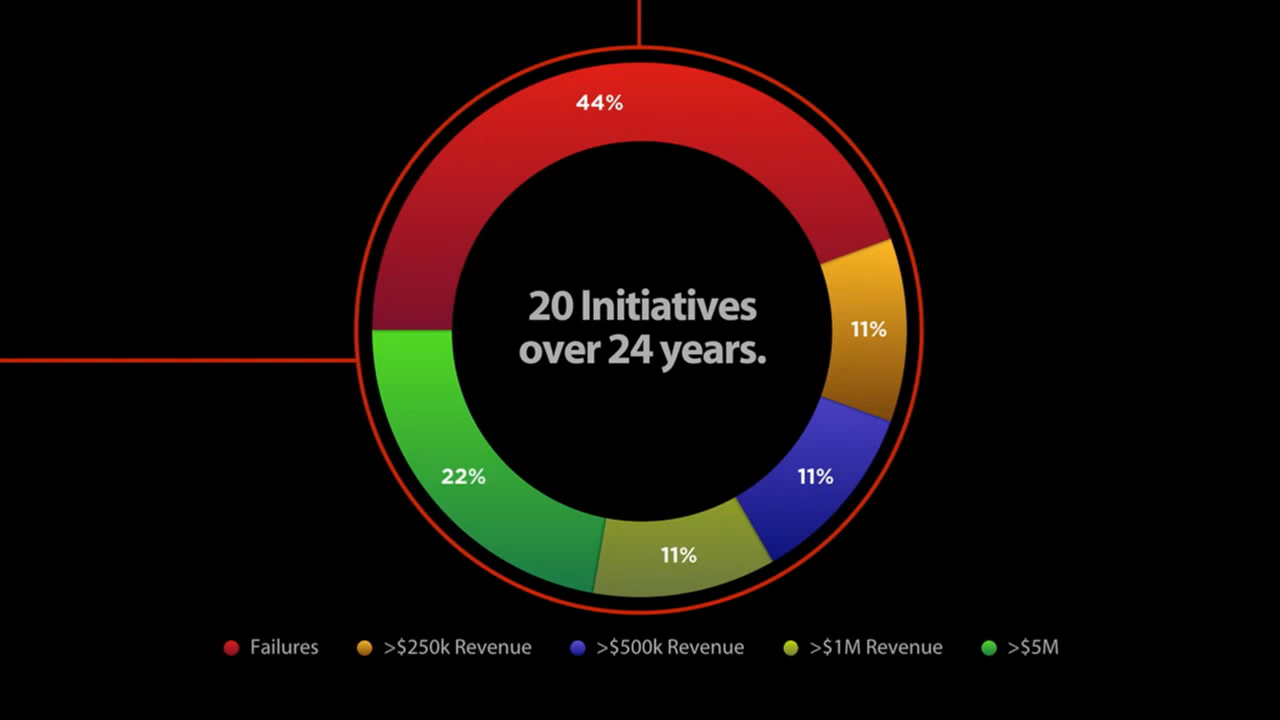 44%
11%
20 Initiatives
over 24 years.
11%
22%
11%
Failures
>$250k Revenue
>$500k Revenue
>$1M Revenue
>$5M